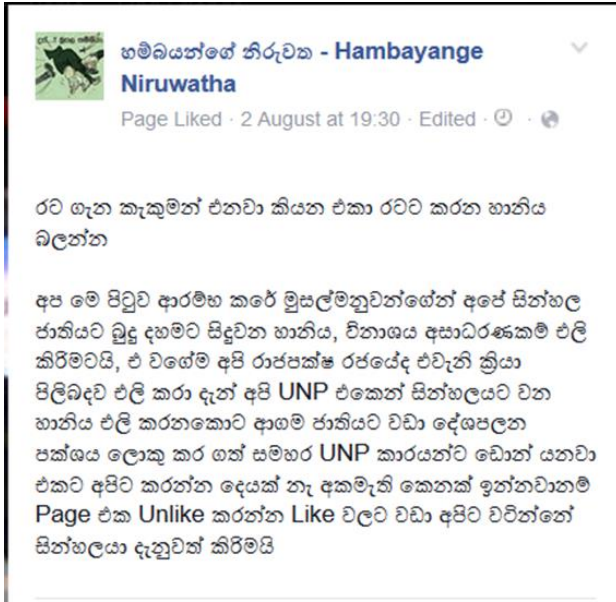 හම්බයන්ගේ නිරුවත - Hambayange
Niruwatha
Page Liked · 2 August at 19:30 · Edited ·
රට ගැන කැකුමන් එනවා කියන එකා රටට කරන හානිය
බලන්න
අප මෙ පිටුව ආරම්භ කරේ මුසල්මනුවන්ගේන් අපේ සින්හල
ජාතියට බුදු දහමට සිදුවන හානිය, විනාශය අසාධරණකම් එලි
කිරිමටයි, එ වගේම අපි රාජපක්ෂ රජයේද එවැනි ක්‍රියා
පිලිබදව එලි කරා දැන් අපි UNP එකෙන් සින්හලයට වන
හානිය එලි කරනකොට ආගම ජාතියට වඩා දේශපලන
පක්ශය ලොකු කර ගත් සමහර UNP කාරයන්ට ඩොන් යනවා
එකට අපිට කරන්න දෙයක් නැ අකමැති කෙනක් ඉන්නවානම්
Page එක Unlike කරන්න Like වලට වඩා අපිට වටින්නේ
සින්හලයා දැනුවත් කිරිමයි